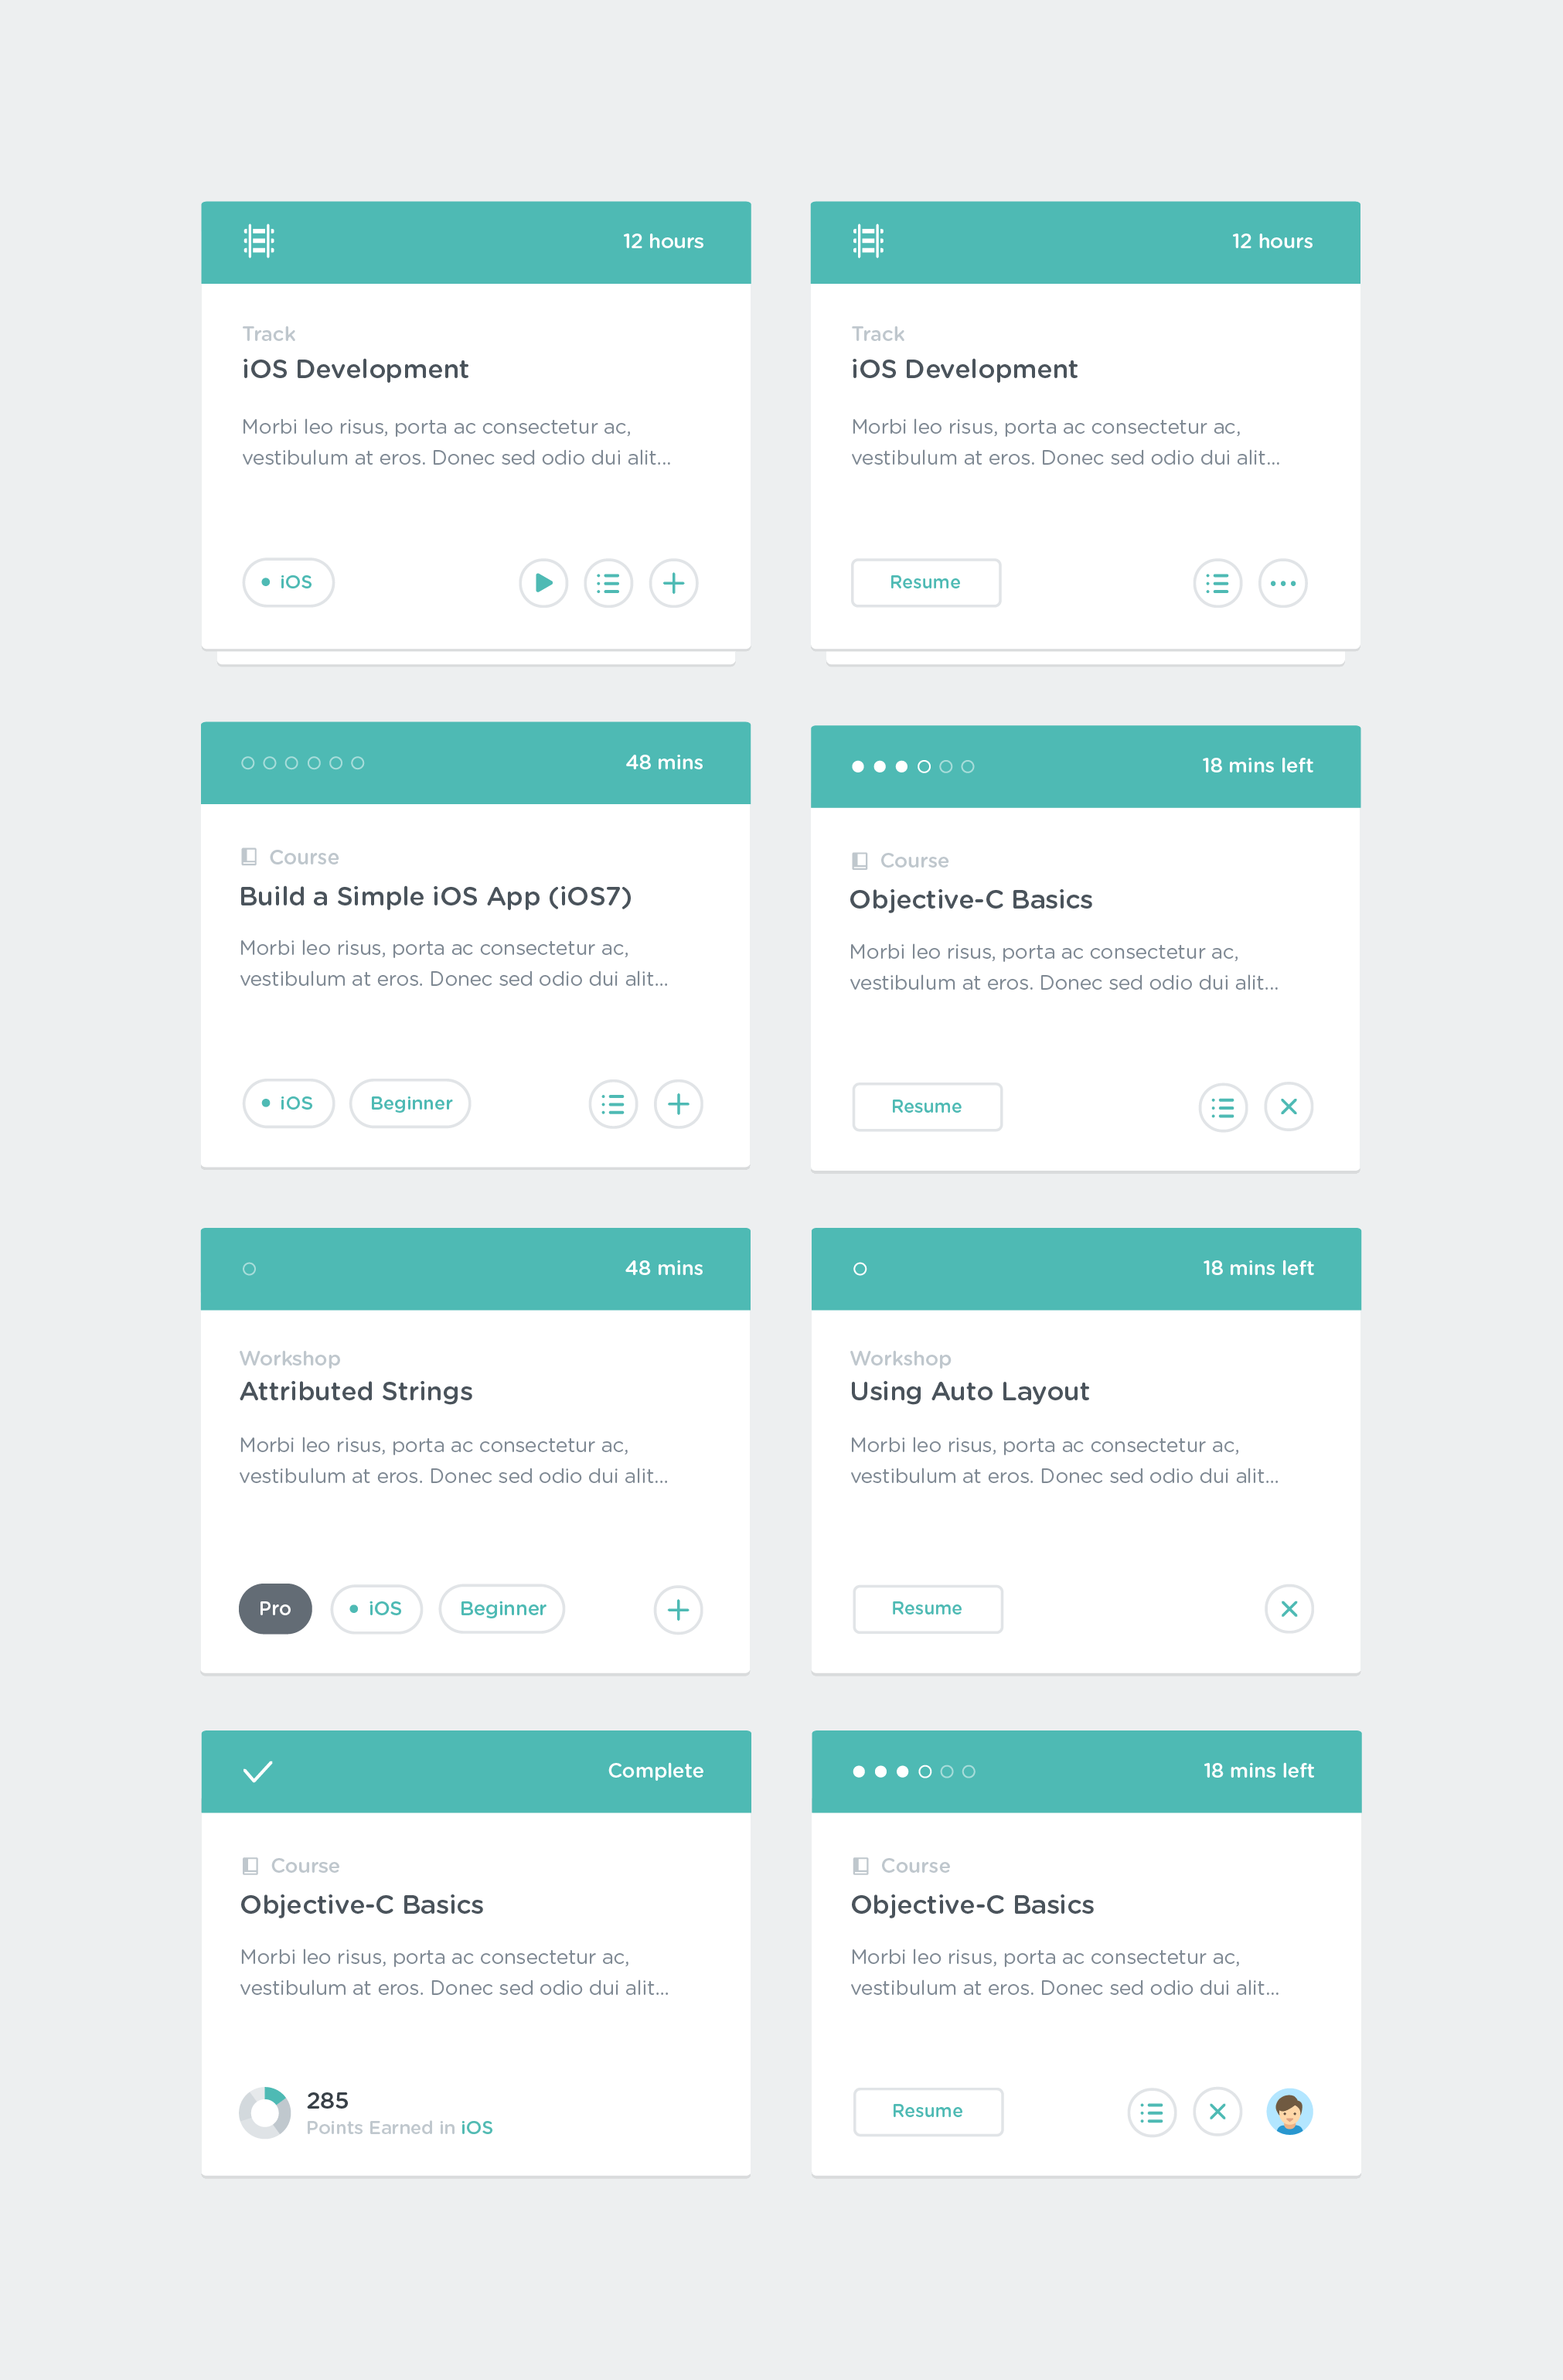 12 hours
Track
iOS Development
Morbi leo risus, porta ac consectetur ac,
vestibulum at eros. Donec sed odio dui alit...
iOS
12 hours
Track
iOS Development
Morbi leo risus, porta ac consectetur ac,
vestibulum at eros. Donec sed odio dui alit...
Resume
48 mins
Course
Build a Simple iOS App (iOS7)
Morbi leo risus, porta ac consectetur ac,
vestibulum at eros. Donec sed odio dui alit...
iOS Beginner
18 mins left
Course
Objective-C Basics
Morbi leo risus, porta ac consectetur ac,
vestibulum at eros. Donec sed odio dui alit...
Resume
48 mins
Workshop
Attributed Strings
Morbi leo risus, porta ac consectetur ac,
vestibulum at eros. Donec sed odio dui alit...
Pro iOS Beginner
18 mins left
Workshop
Using Auto Layout
Morbi leo risus, porta ac consectetur ac,
vestibulum at eros. Donec sed odio dui alit...
Resume
Complete
Course
Objective-C Basics
Morbi leo risus, porta ac consectetur ac,
vestibulum at eros. Donec sed odio dui alit...
285
Points Earned in iOS
18 mins left
Course
Objective-C Basics
Morbi leo risus, porta ac consectetur ac,
vestibulum at eros. Donec sed odio dui alit...
Resume